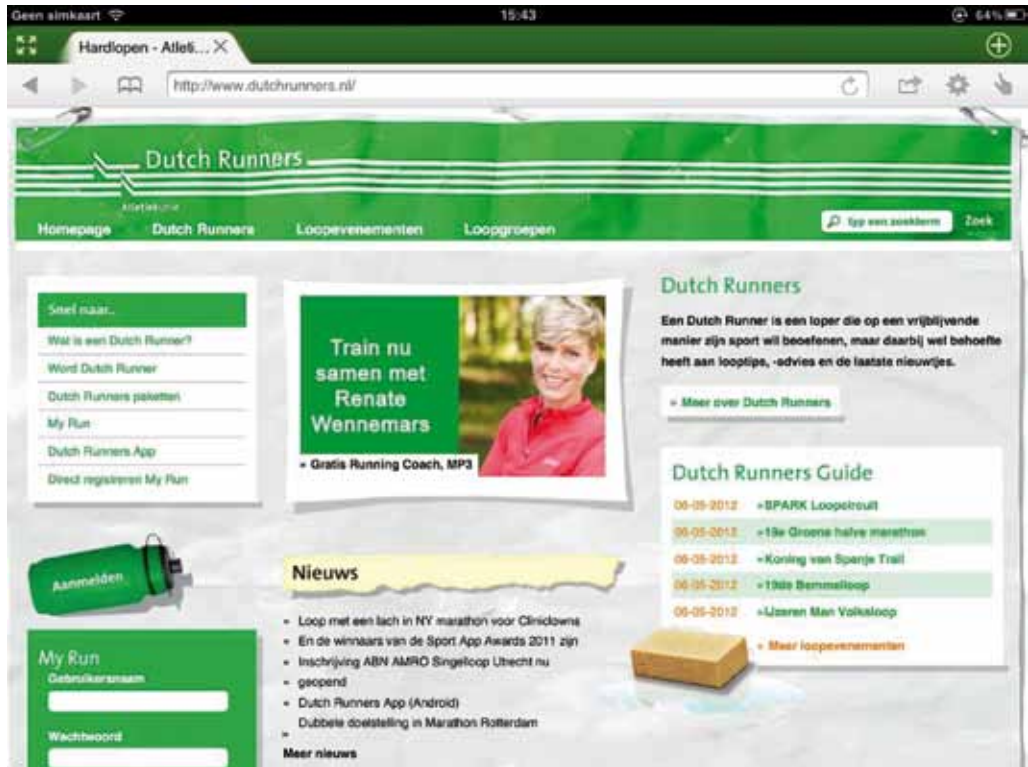 Geen simkaart
15:43
64%
Hardlopen - Atleti...
http://www.dutchrunners.nl/
Dutch Runners
Atletiekunie
Homepage
Dutch Runners
Loopevenementen
Loopgroepen
typ een zoekterm
Zoek
Snel naar..
Wat is een Dutch Runner?
Word Dutch Runner
Dutch Runners paketten
My Run
Dutch Runners App
Direct registreren My Run
Aanmelden
My Run
Gebruikersnaam
Wachtwoord
Train nu
samen met
Renate
Wennemars
» Gratis Running Coach, MP3
Nieuws
» Loop met een lach in NY marathon voor Cliniclowns
» En de winnaars van de Sport App Awards 2011 zijn
» Inschrijving ABN AMRO Singelloop Utrecht nu
» geopend
» Dutch Runners App (Android)
Dubbele doelstelling in Marathon Rotterdam
»
Meer nieuws
Dutch Runners
Een Dutch Runner is een loper die op een vrijblijvende
manier zijn sport wil beoefenen, maar daarbij wel behoefte
heeft aan looptips, -advies en de laatste nieuwtjes.
» Meer over Dutch Runners
Dutch Runners Guide
06-05-2012 »SPARK Loopcircuit
06-05-2012 »19e Groene halve marathon
06-05-2012 »Koning van Spanje Trail
06-05-2012 »19de Bemmelloop
06-05-2012 »IJzeren Man Volksloop
» Meer loopevenementen